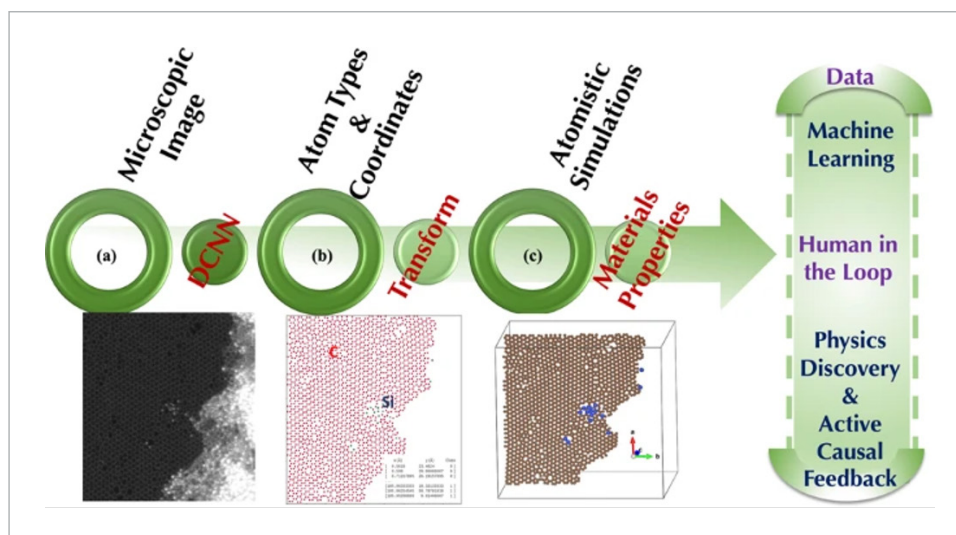 Microscopic
Image
(a)
DCNN
Atom Types
&
Coordinates
(b)
Transform
Atomistic
Simulations
(c)
Materials
Properties
C
Si
a
b
Data
Machine
Learning
Human in
the Loop
Physics
Discovery
&
Active
Causal
Feedback